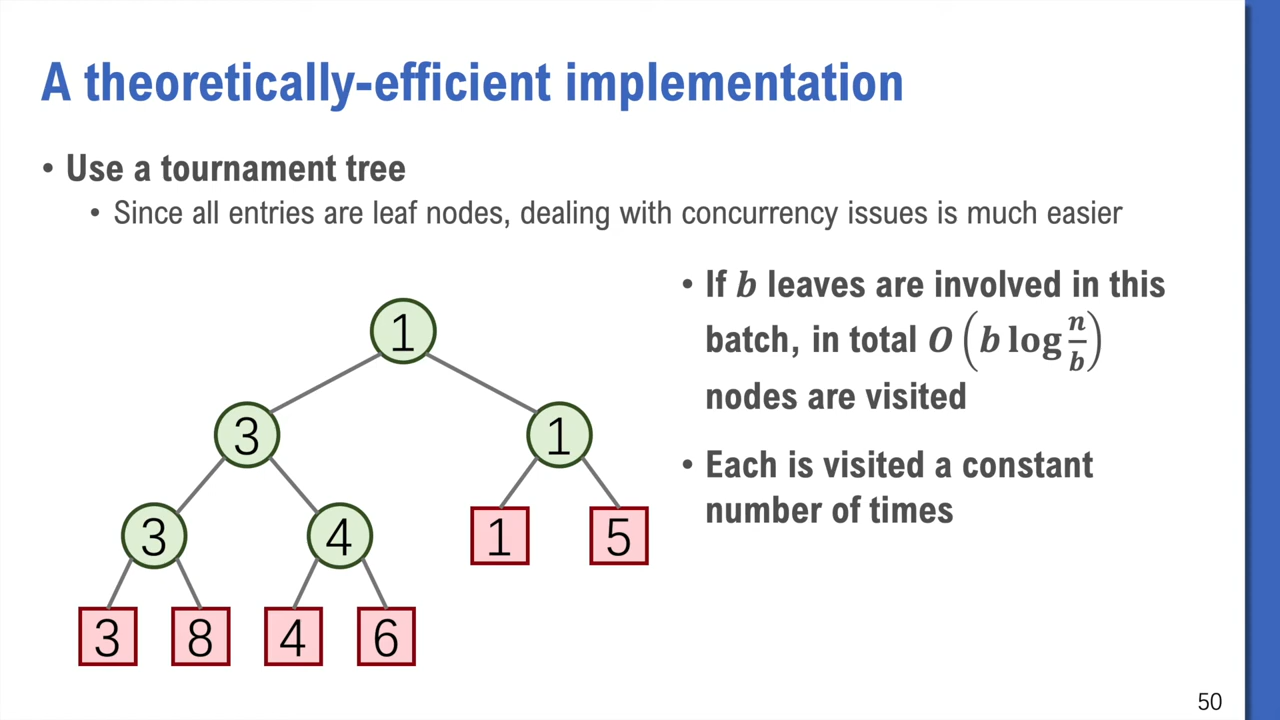 A theoretically-efficient implementation
• Use a tournament tree
• Since all entries are leaf nodes, dealing with concurrency issues is much easier
• If b leaves are involved in this
batch, in total O(b log n/b)
nodes are visited
• Each is visited a constant
number of times
1
3 1
3 4 1 5
3 8 4 6
50